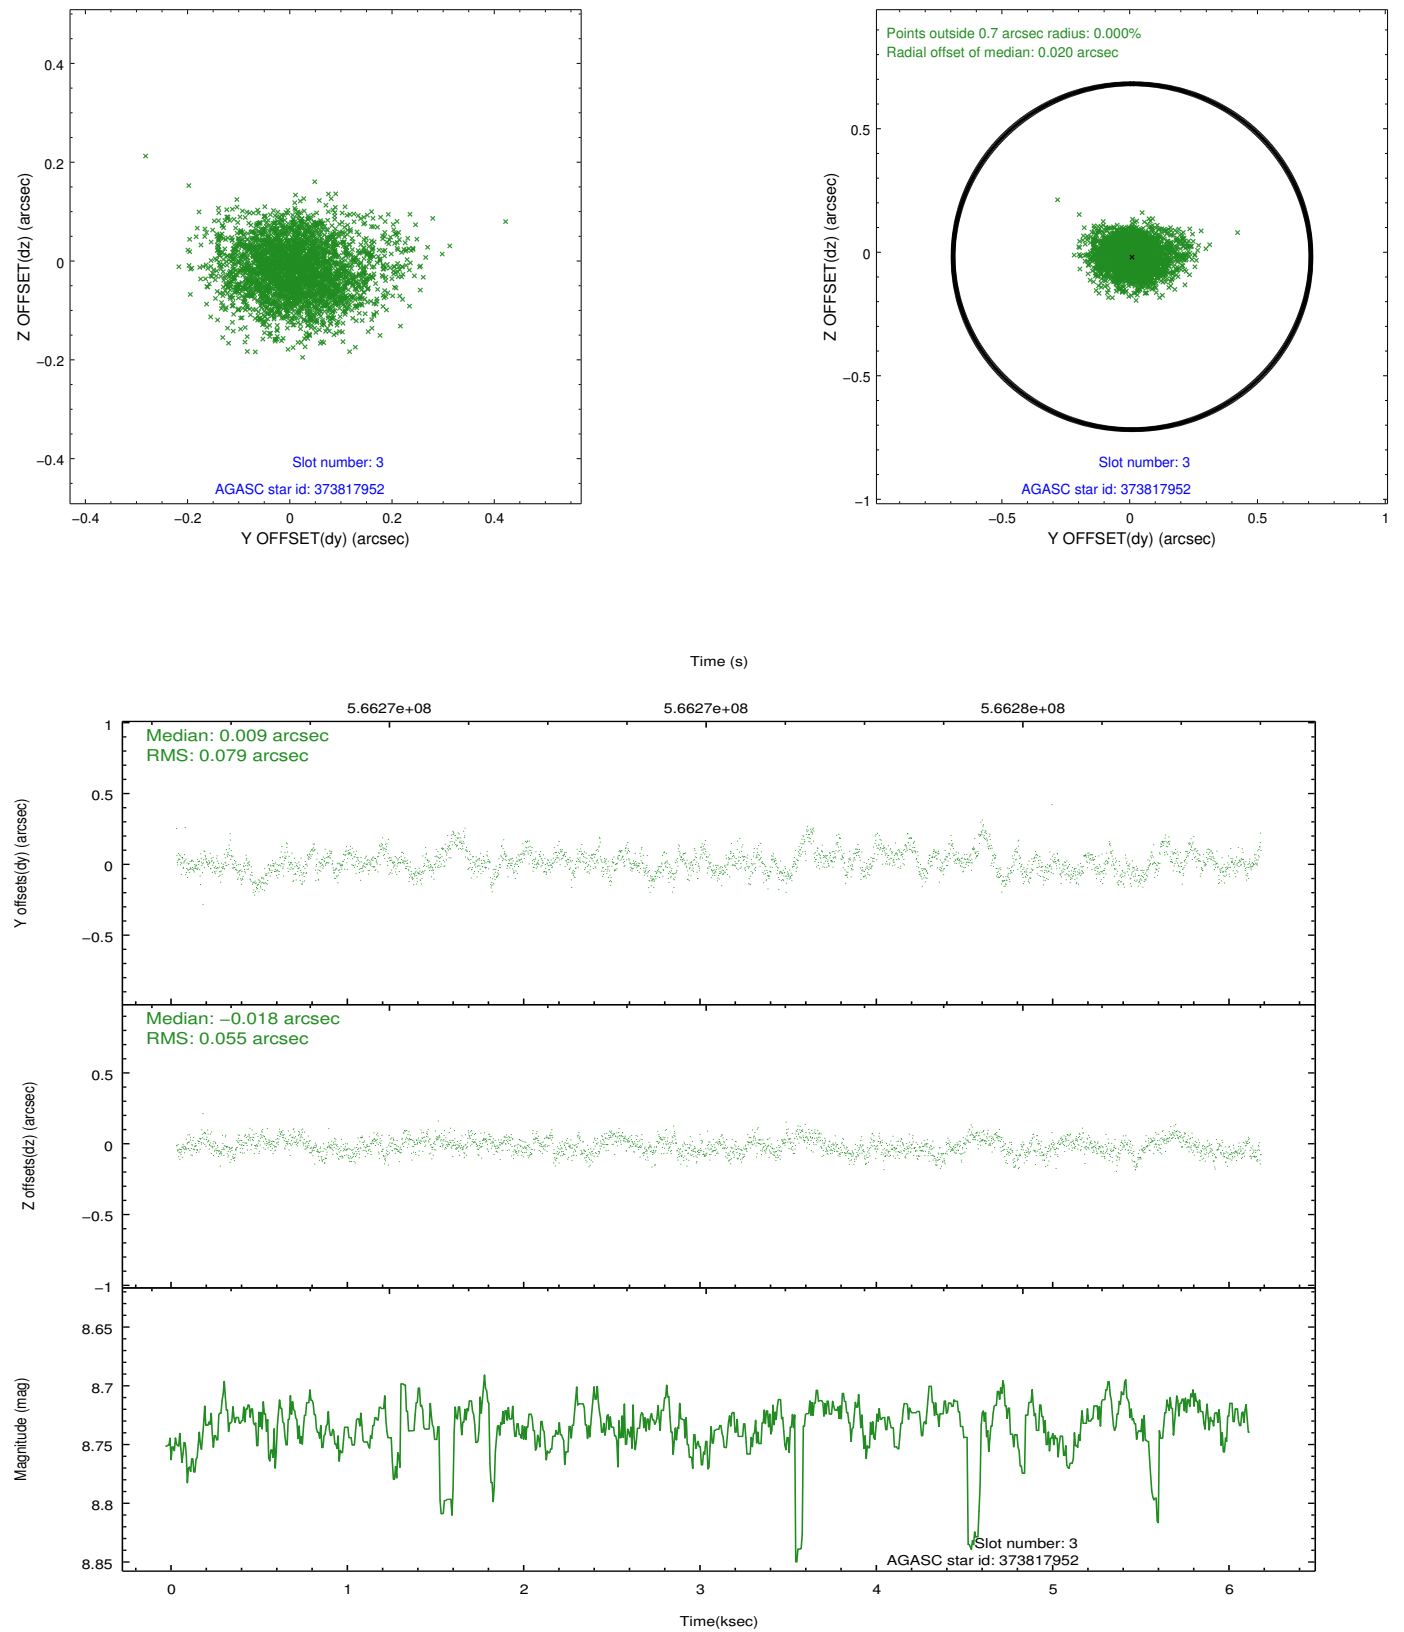 0.4
0.2
0
−0.2
−0.4
Z OFFSET(dz) (arcsec)
Slot number: 3
AGASC star id: 373817952
−0.4 −0.2 0 0.2 0.4
Y OFFSET(dy) (arcsec)
Points outside 0.7 arcsec radius: 0.000%
Radial offset of median: 0.020 arcsec
0.5
0
−0.5
−1
Z OFFSET(dz) (arcsec)
Slot number: 3
AGASC star id: 373817952
−0.5 0 0.5 1
Y OFFSET(dy) (arcsec)
Time (s)
5.6627e+08 5.6627e+08 5.6628e+08
Median: 0.009 arcsec
RMS: 0.079 arcsec
1
0.5
0
−0.5
Y offsets(dy) (arcsec)
Median: −0.018 arcsec
RMS: 0.055 arcsec
0.5
0
−0.5
−1
Z offsets(dz) (arcsec)
8.65
8.7
8.75
8.8
8.85
Magnitude (mag)
Slot number: 3
AGASC star id: 373817952
0 1 2 3 4 5 6
Time(ksec)